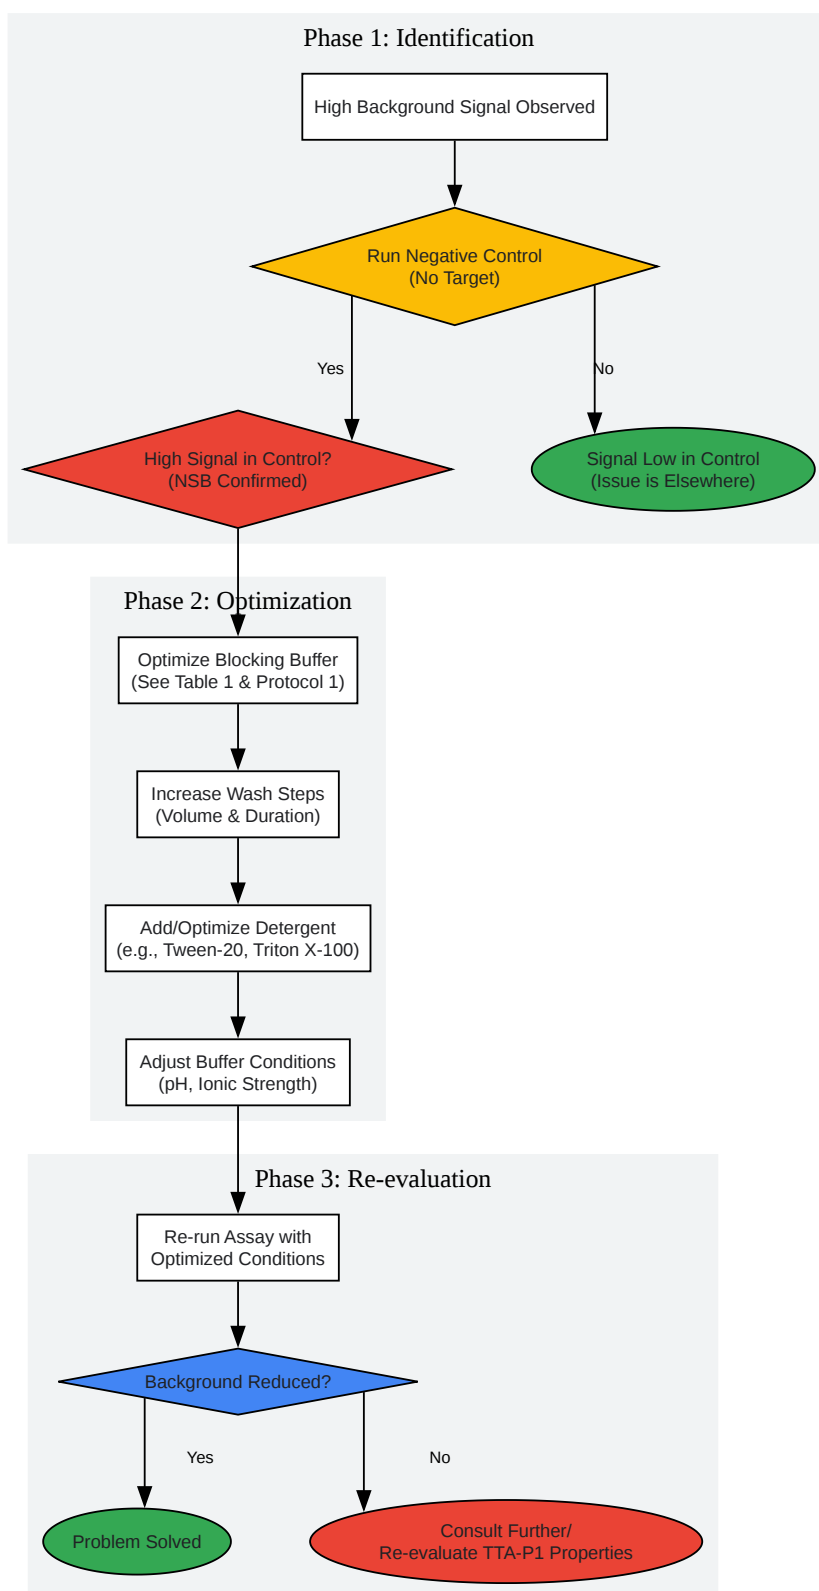 Phase 1: Identification
High Background Signal Observed
Run Negative Control
(No Target)
Yes
No
High Signal in Control?
(NSB Confirmed)
Signal Low in Control
(Issue is Elsewhere)
Phase 2: Optimization
Optimize Blocking Buffer
(See Table 1 & Protocol 1)
Increase Wash Steps
(Volume & Duration)
Add/Optimize Detergent
(e.g., Tween-20, Triton X-100)
Adjust Buffer Conditions
(pH, Ionic Strength)
Phase 3: Re-evaluation
Re-run Assay with
Optimized Conditions
Background Reduced?
Yes
No
Problem Solved
Consult Further/
Re-evaluate TTA-P1 Properties